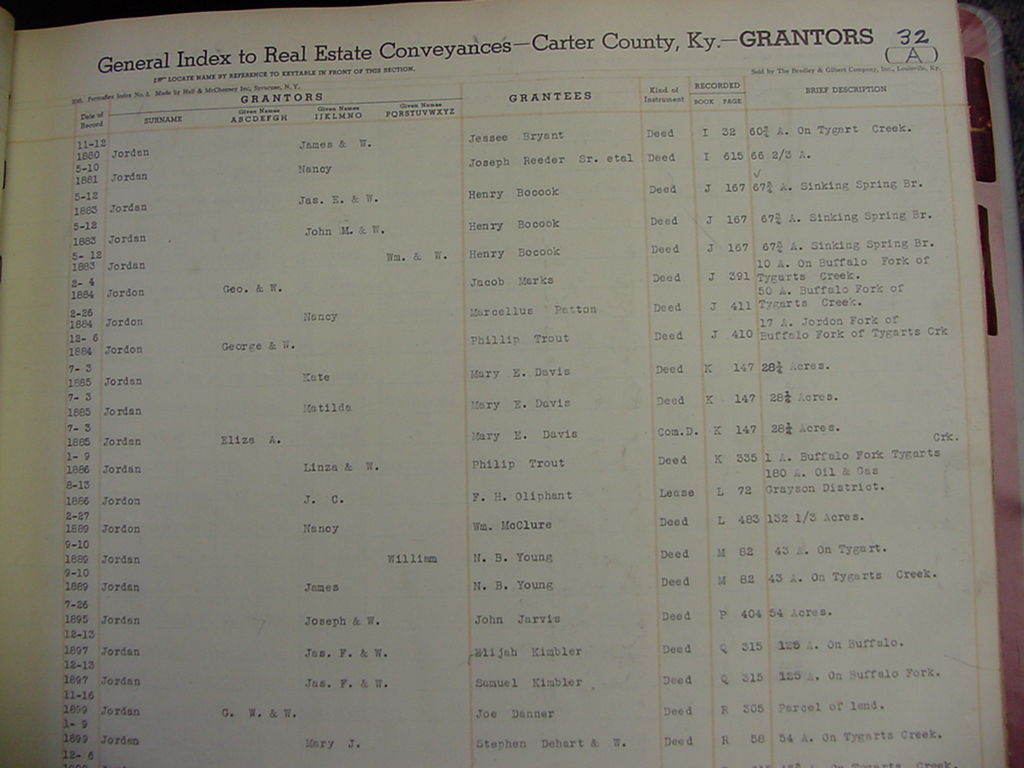 General Index to Real Estate Conveyances—Carter County, Ky.—GRANTORS 32
A
LOCATE NAME BY REFERENCE TO KEYTABLE IN FRONT OF THIS SECTION.
Sold by The Bradley & Gilbert Company, Inc., Louisville, Ky.
Index No. 2. Made by Hall & McChesney Inc, Syracuse, N. Y.
Date of Record GRANTORS GRANTEES Kind of Instrument RECORDED BRIEF DESCRIPTION
SURNAME Given Names ABCDEFGH Given Names IJKLMNO Given Names PQRSTUVWXYZ BOOK PAGE
11-12
1880 Jordan James & W. Jessee Bryant Deed I 32 A. On Tygart Creek.
5-10
1881 Jordan Nancy Joseph Reeder Sr. etal Deed I 615 66 2/3 A.
5-12
1883 Jordan Jas. E. & W. Henry Bocook Deed J 167 A. Sinking Spring Br.
5-12
1883 Jordan John M. & W. Henry Bocook Deed J 167 A. Sinking Spring Br.
5- 12
1883 Jordan Wm. & W. Henry Bocook Deed J 167 A. Sinking Spring Br.
2- 4 10 A. On Buffalo Fork of
1884 Jordon Geo. & W. Jacob Marks Deed J 391 Tygarts Creek.
2-26 50 A. Buffalo Fork of
1884 Jordon Nancy Marcellus Patton Deed J 411 Tygarts Creek.
12- 6 17 A. Jordon Fork of
1884 Jordon George & W. Phillip Trout Deed J 410 Buffalo Fork of Tygarts Crk
7- 3
1885 Jordan Kate Mary E. Davis Deed K 147 Acres.
7- 3
1885 Jordan Matilda Mary E. Davis Deed K 147 Acres.
7- 3
1885 Jordan Eliza A. Mary E. Davis Com.D. K 147 Acres.
Crk.
1- 9
1886 Jordan Linza & W. Philip Trout Deed K 335 1 A. Buffalo Fork Tygarts
8-13 180 A. Oil & Gas
1886 Jordon J. C. F. H. Oliphant Lease L 72 Grayson District.
2-27
1889 Jordon Nancy Wm. McClure Deed L 483 132 1/3 Acres.
9-10
1889 Jordan William N. B. Young Deed M 82 43 A. On Tygart.
9-10
1889 Jordan James N. B. Young Deed M 82 43 A. On Tygarts Creek.
7-26
1895 Jordan Joseph & W. John Jarvis Deed P 404 54 Acres.
12-13
1897 Jordan Jas. F. & W. Elijah Kimbler Deed Q 315 125 A. On Buffalo.
12-13
1897 Jordan Jas. F. & W. Samuel Kimbler Deed Q 315 125 A. On Buffalo Fork.
11-16
1899 Jordan G. W. & W. Joe Danner Deed R 305 Parcel of land.
1- 9
1899 Jordan Mary J. Stephen Dehart & W. Deed R 58 54 A. On Tygarts Creek.
12- 6